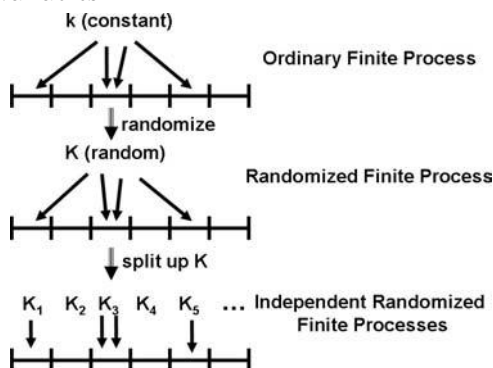 k (constant)
Ordinary Finite Process
randomize
K (random)
Randomized Finite Process
split up K
K₁ K₂ K₃ K₄ K₅ ... Independent Randomized
Finite Processes